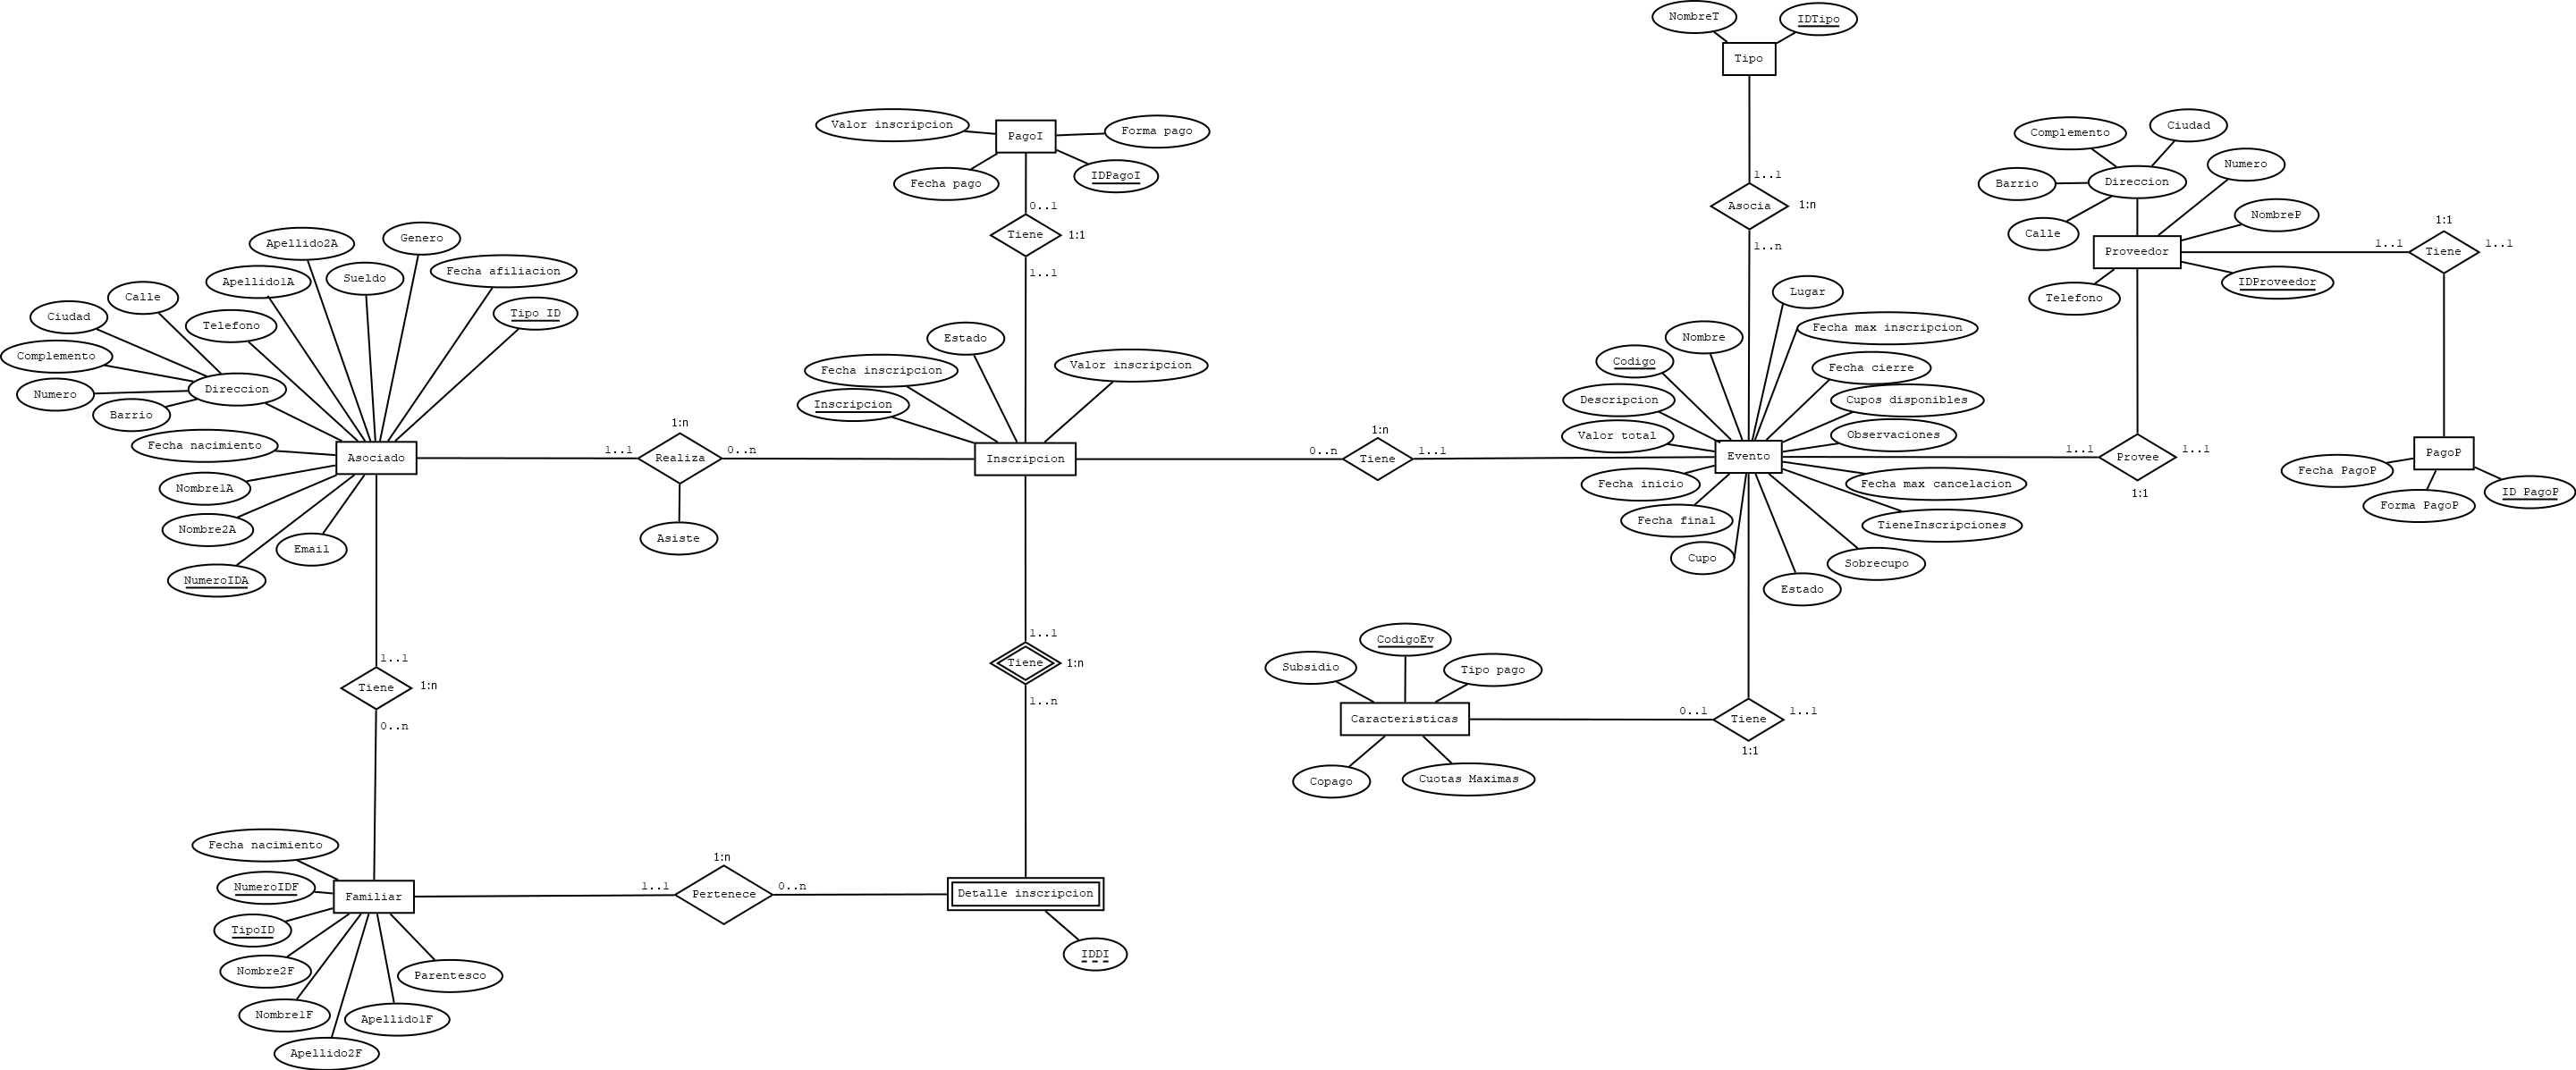 NombreT
IDTipo
Tipo
1..1
Asocia
1:n
1..n
Valor inscripcion
PagoI
Forma pago
Fecha pago
IDPagoI
0..1
Tiene
1:1
1..1
Complemento
Ciudad
Numero
Barrio
Direccion
Calle
NombreP
Proveedor
IDProveedor
Telefono
1:1
1..1
Tiene
1..1
Apellido2A
Genero
Apellido1A
Sueldo
Fecha afiliacion
Calle
Tipo ID
Ciudad
Telefono
Complemento
Direccion
Numero
Barrio
Fecha nacimiento
Asociado
Nombre1A
Nombre2A
Email
NumeroIDA
1:n
1..1
Realiza
0..n
Asiste
Estado
Fecha inscripcion
Valor inscripcion
Inscripcion
Inscripcion
1:n
0..n
Tiene
1..1
Lugar
Nombre
Fecha max inscripcion
Codigo
Fecha cierre
Descripcion
Cupos disponibles
Valor total
Observaciones
Evento
Fecha inicio
Fecha max cancelacion
Fecha final
TieneInscripciones
Cupo
Sobrecupo
Estado
1..1
Provee
1..1
1:1
PagoP
Fecha PagoP
Forma PagoP
ID PagoP
1..1
Tiene
1:n
0..n
1..1
Tiene
1:n
1..n
CodigoEv
Subsidio
Tipo pago
Caracteristicas
0..1
Tiene
1..1
1:1
Copago
Cuotas Maximas
Fecha nacimiento
NumeroIDF
Familiar
TipoID
Nombre2F
Parentesco
Nombre1F
Apellido1F
Apellido2F
1:n
1..1
Pertenece
0..n
Detalle inscripcion
IDDI